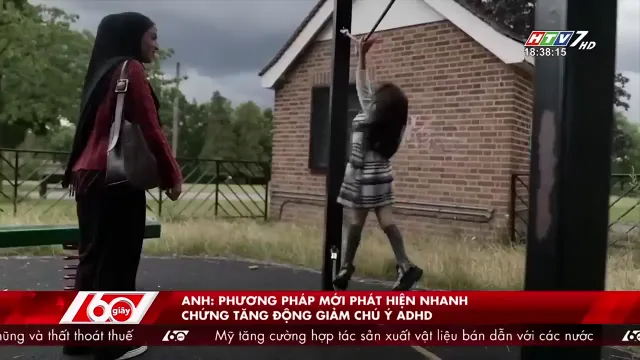 HTV7 HD
18:38:15
60 giây
ANH: PHƯƠNG PHÁP MỚI PHÁT HIỆN NHANH
CHỨNG TĂNG ĐỘNG GIẢM CHÚ Ý ADHD
ũng và thất thoát thuế HD Mỹ tăng cường hợp tác sản xuất vật liệu bán dẫn với các nước